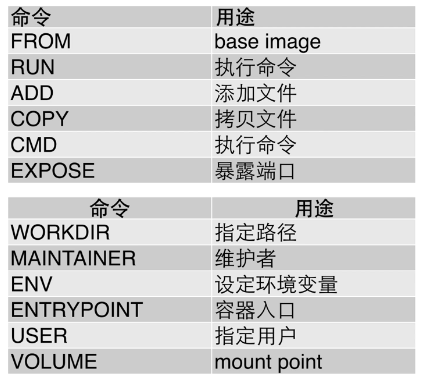 命令 用途
FROM base image
RUN 执行命令
ADD 添加文件
COPY 拷贝文件
CMD 执行命令
EXPOSE 暴露端口
命令 用途
WORKDIR 指定路径
MAINTAINER 维护者
ENV 设定环境变量
ENTRYPOINT 容器入口
USER 指定用户
VOLUME mount point